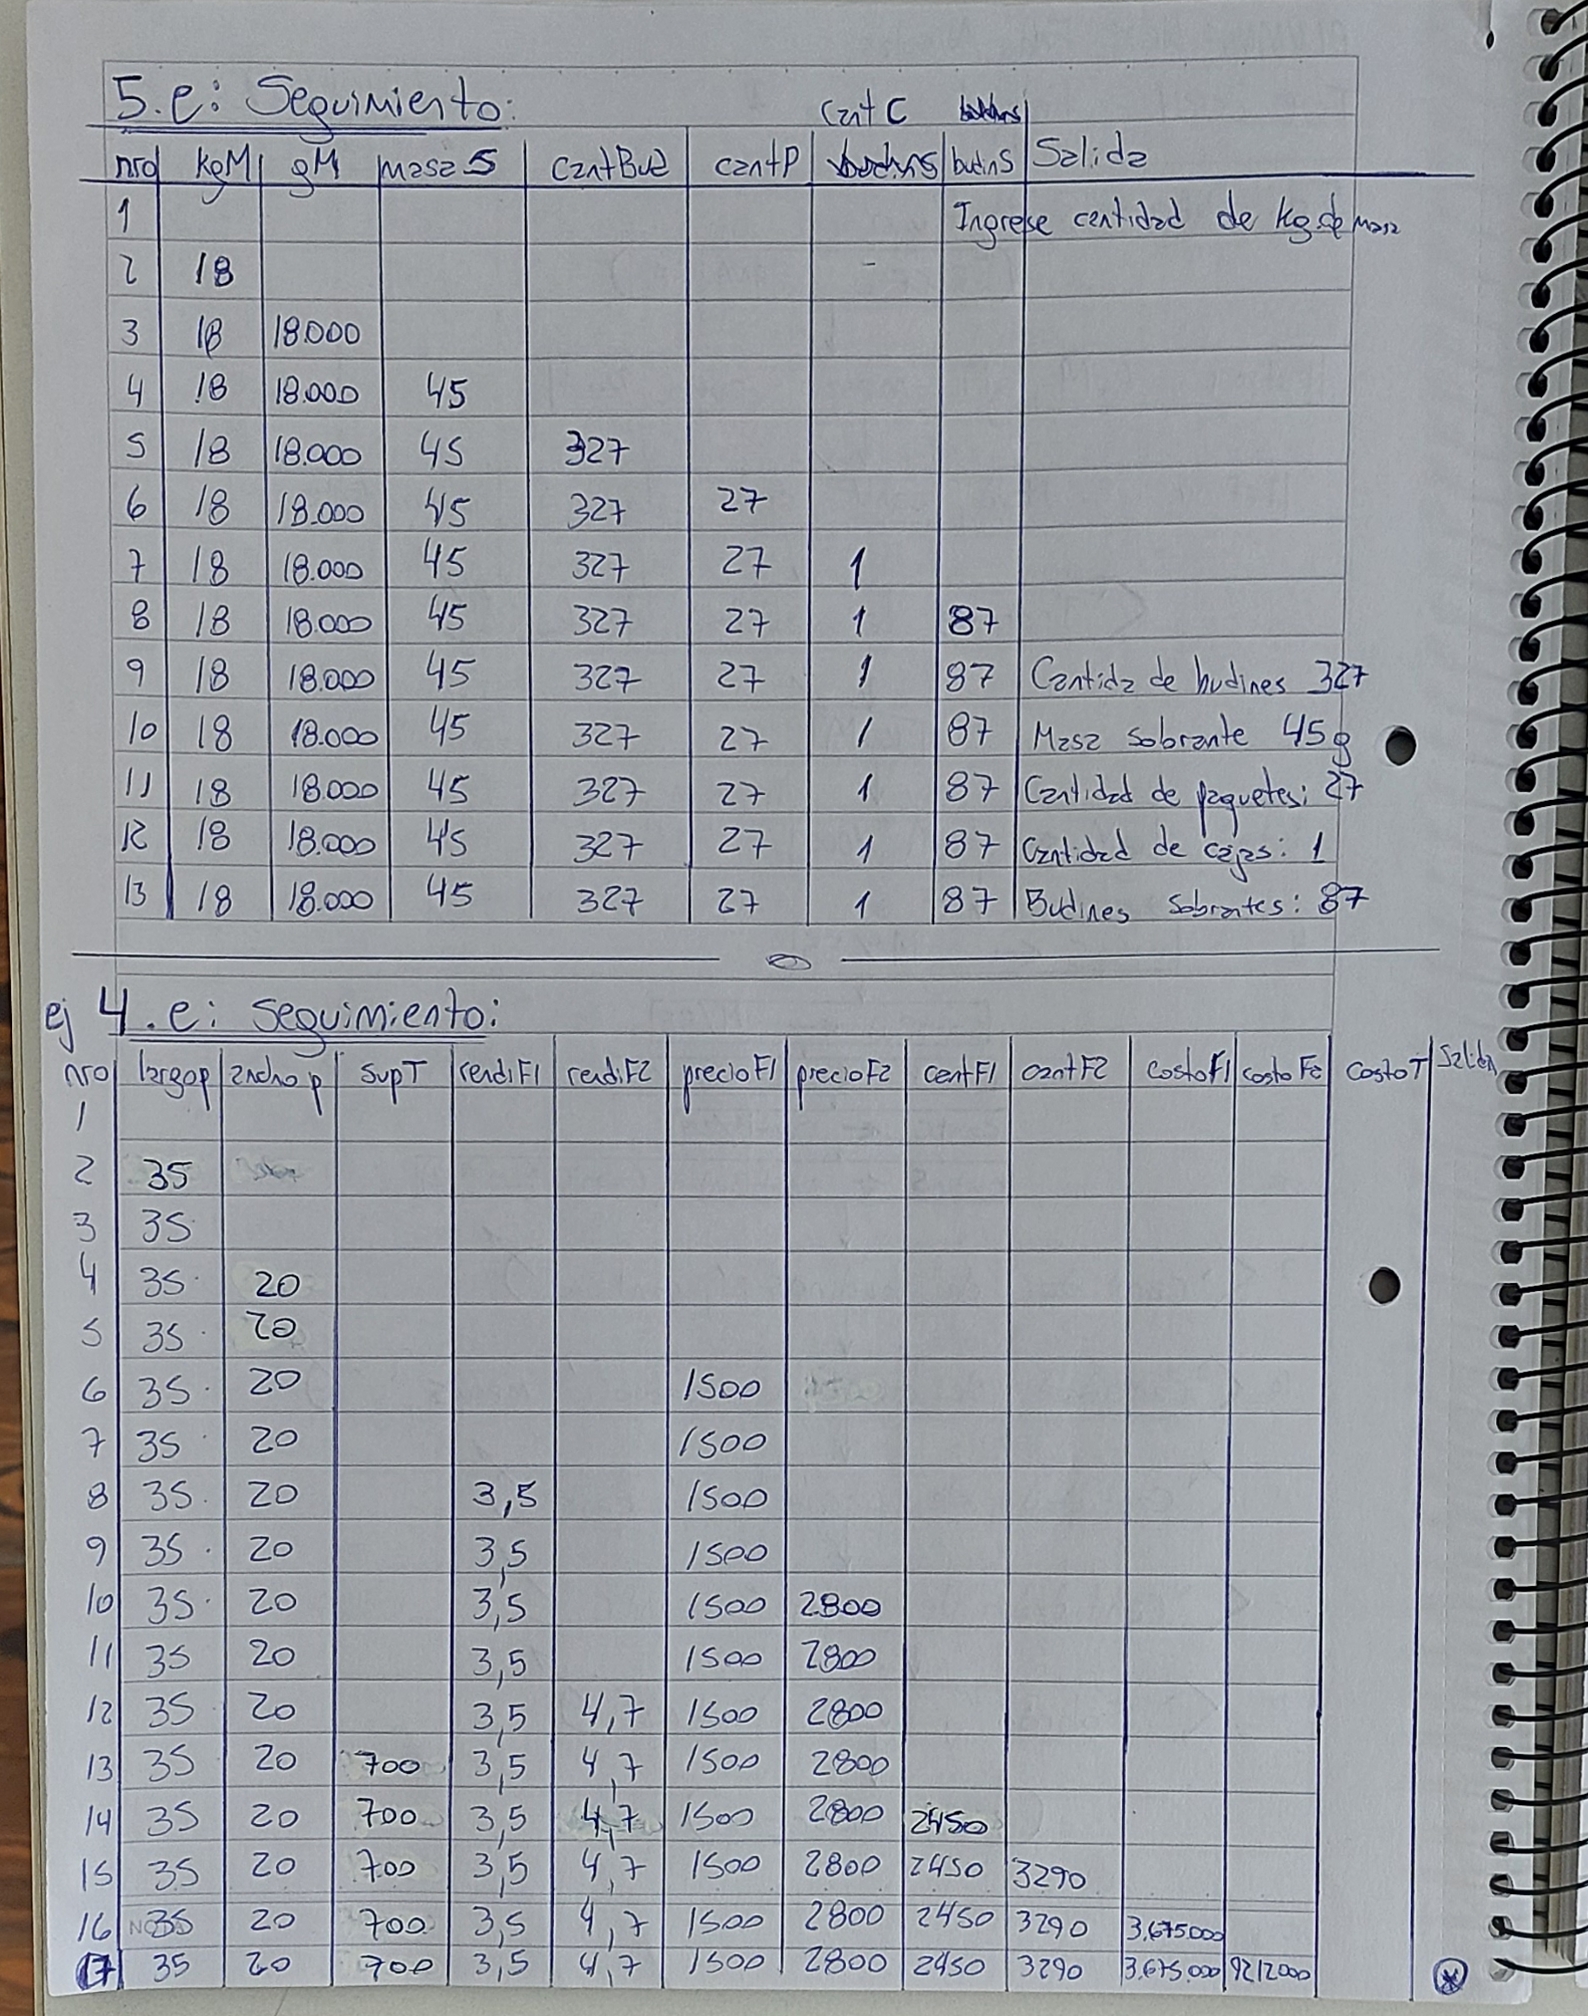 5.e: Seguimiento:
cant C
nro kgM gM masa S cantBud cantP budinS Salida
1 Ingrese cantidad de kg de masa
2 18 -
3 18 18.000
4 18 18.000 45
5 18 18.000 45 327
6 18 18.000 45 327 27
7 18 18.000 45 327 27 1
8 18 18.000 45 327 27 1 87
9 18 18.000 45 327 27 1 87 Cantida de budines 327
10 18 18.000 45 327 27 1 87 Masa sobrante 45g
11 18 18.000 45 327 27 1 87 Cantidad de paquetes: 27
12 18 18.000 45 327 27 1 87 Cantidad de cajas: 1
13 18 18.000 45 327 27 1 87 Budines Sobrantes: 87
ej 4.e: Seguimiento:
nro largop anchop supT rendiF1 rendiF2 precioF1 precioF2 cantF1 cantF2 costoF1 costoF2 CostoT Salida
1
2 35
3 35
4 35 20
5 35 20
6 35 20 1500
7 35 20 1500
8 35 20 3,5 1500
9 35 20 3,5 1500
10 35 20 3,5 1500 2800
11 35 20 3,5 1500 2800
12 35 20 3,5 4,7 1500 2800
13 35 20 700 3,5 4,7 1500 2800
14 35 20 700 3,5 4,7 1500 2800 2450
15 35 20 700 3,5 4,7 1500 2800 2450 3290
16 35 20 700 3,5 4,7 1500 2800 2450 3290 3.675.000
17 35 20 700 3,5 4,7 1500 2800 2450 3290 3.675.000 9212000